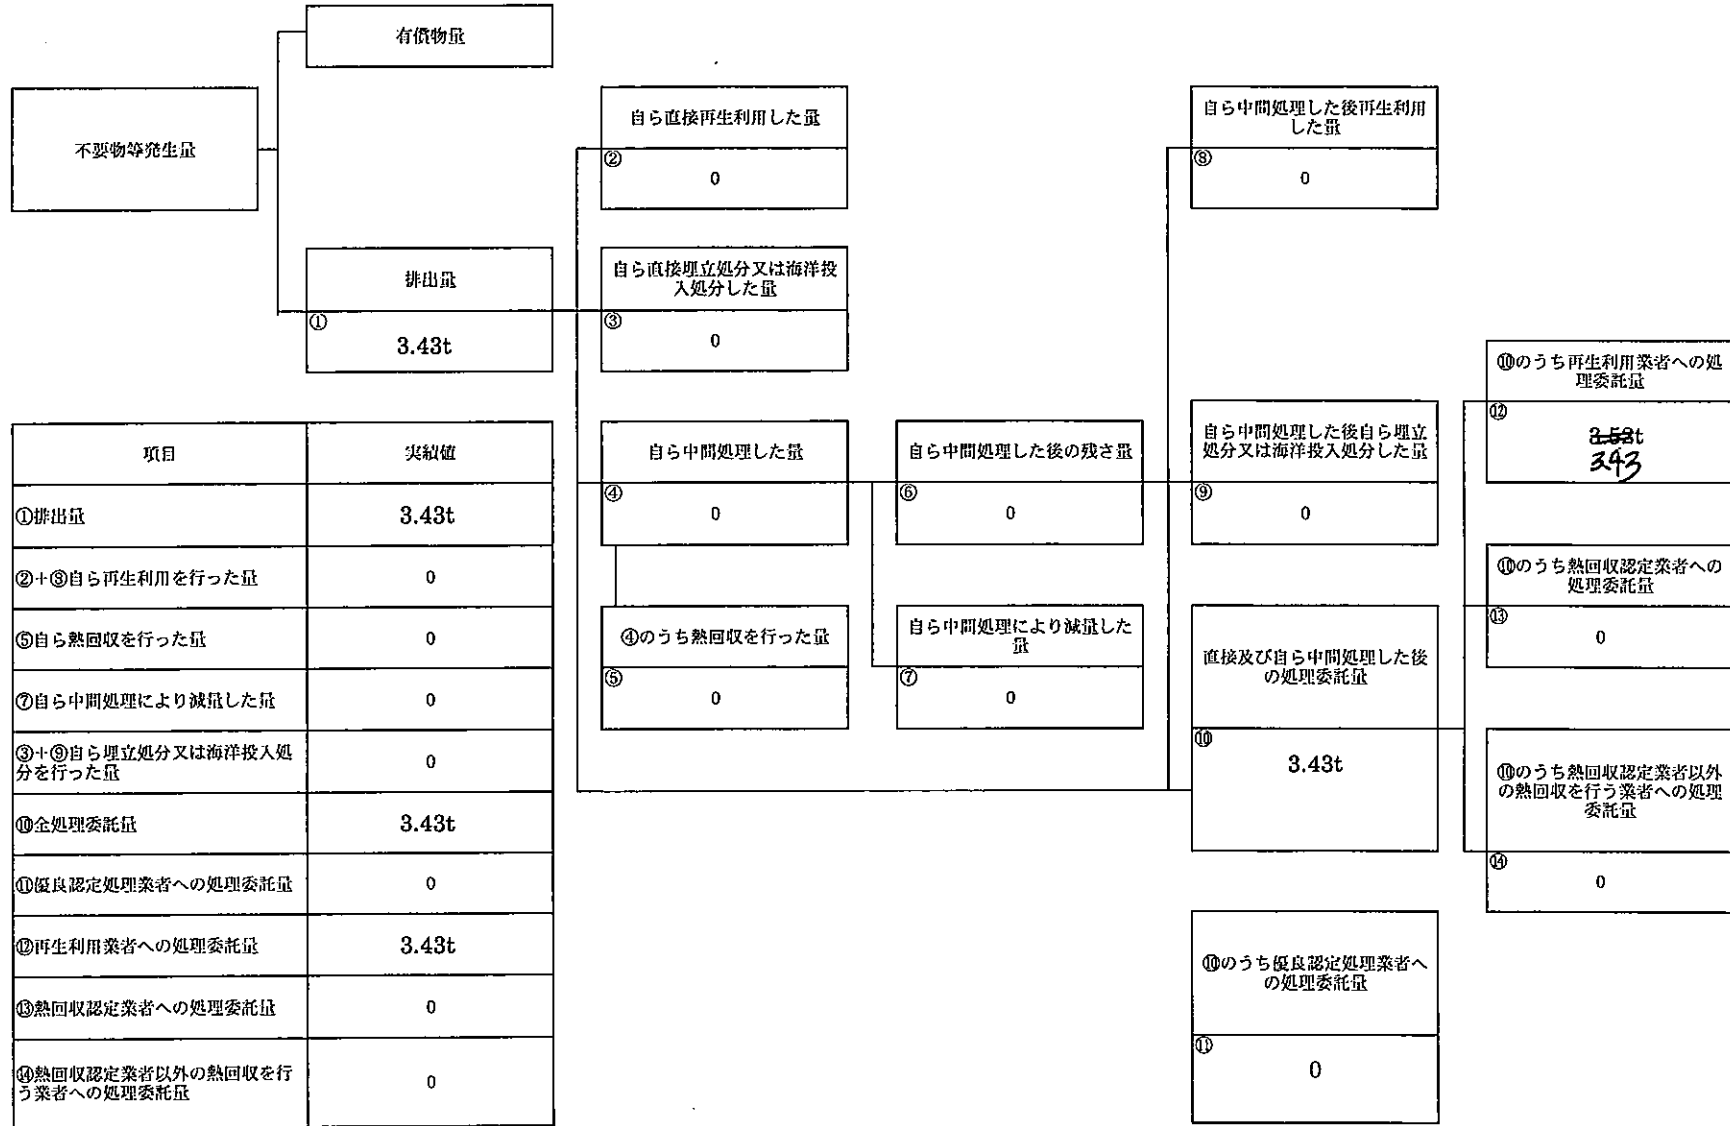 有償物量
不要物等発生量
自ら直接再生利用した量
②
0
自ら中間処理した後再生利用
した量
⑧
0
排出量
①
3.43t
自ら直接埋立処分又は海洋投
入処分した量
③
0
⑩のうち再生利用業者への処
理委託量
⑫
3.53t
3.43
項目
実績値
①排出量
3.43t
②+⑧自ら再生利用を行った量
0
⑤自ら熱回収を行った量
0
⑦自ら中間処理により減量した量
0
③+⑨自ら埋立処分又は海洋投入処
分を行った量
0
⑩全処理委託量
3.43t
⑪優良認定処理業者への処理委託量
0
⑫再生利用業者への処理委託量
3.43t
⑬熱回収認定業者への処理委託量
0
⑭熱回収認定業者以外の熱回収を行
う業者への処理委託量
0
自ら中間処理した量
④
0
自ら中間処理した後の残さ量
⑥
0
自ら中間処理した後自ら埋立
処分又は海洋投入処分した量
⑨
0
④のうち熱回収を行った量
⑤
0
自ら中間処理により減量した
量
⑦
0
直接及び自ら中間処理した後
の処理委託量
⑩
3.43t
⑩のうち熱回収認定業者への
処理委託量
⑬
0
⑩のうち熱回収認定業者以外
の熱回収を行う業者への処理
委託量
⑭
0
⑩のうち優良認定処理業者へ
の処理委託量
⑪
0